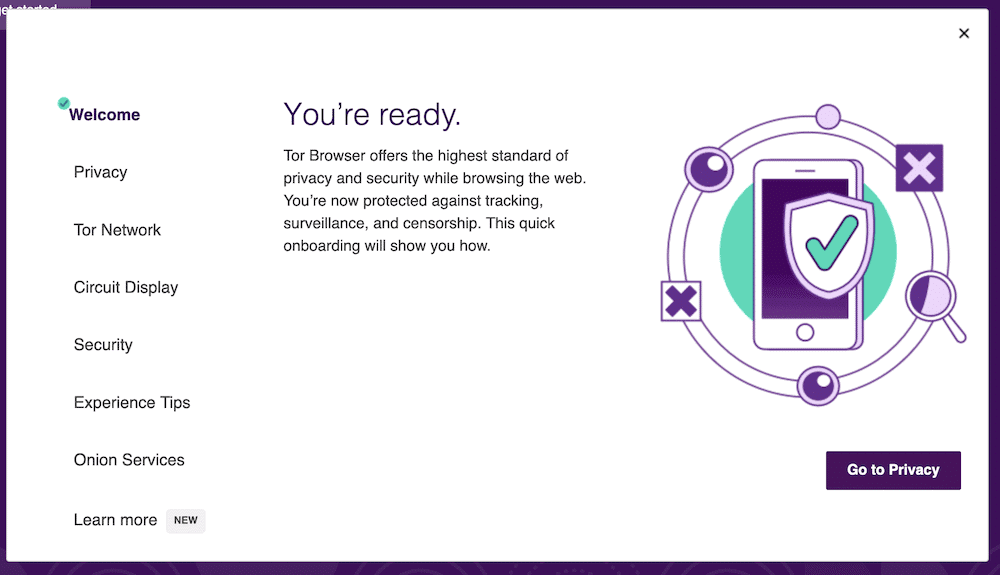 get started
Welcome
Privacy
Tor Network
Circuit Display
Security
Experience Tips
Onion Services
Learn more NEW
You’re ready.
Tor Browser offers the highest standard of
privacy and security while browsing the web.
You’re now protected against tracking,
surveillance, and censorship. This quick
onboarding will show you how.
Go to Privacy